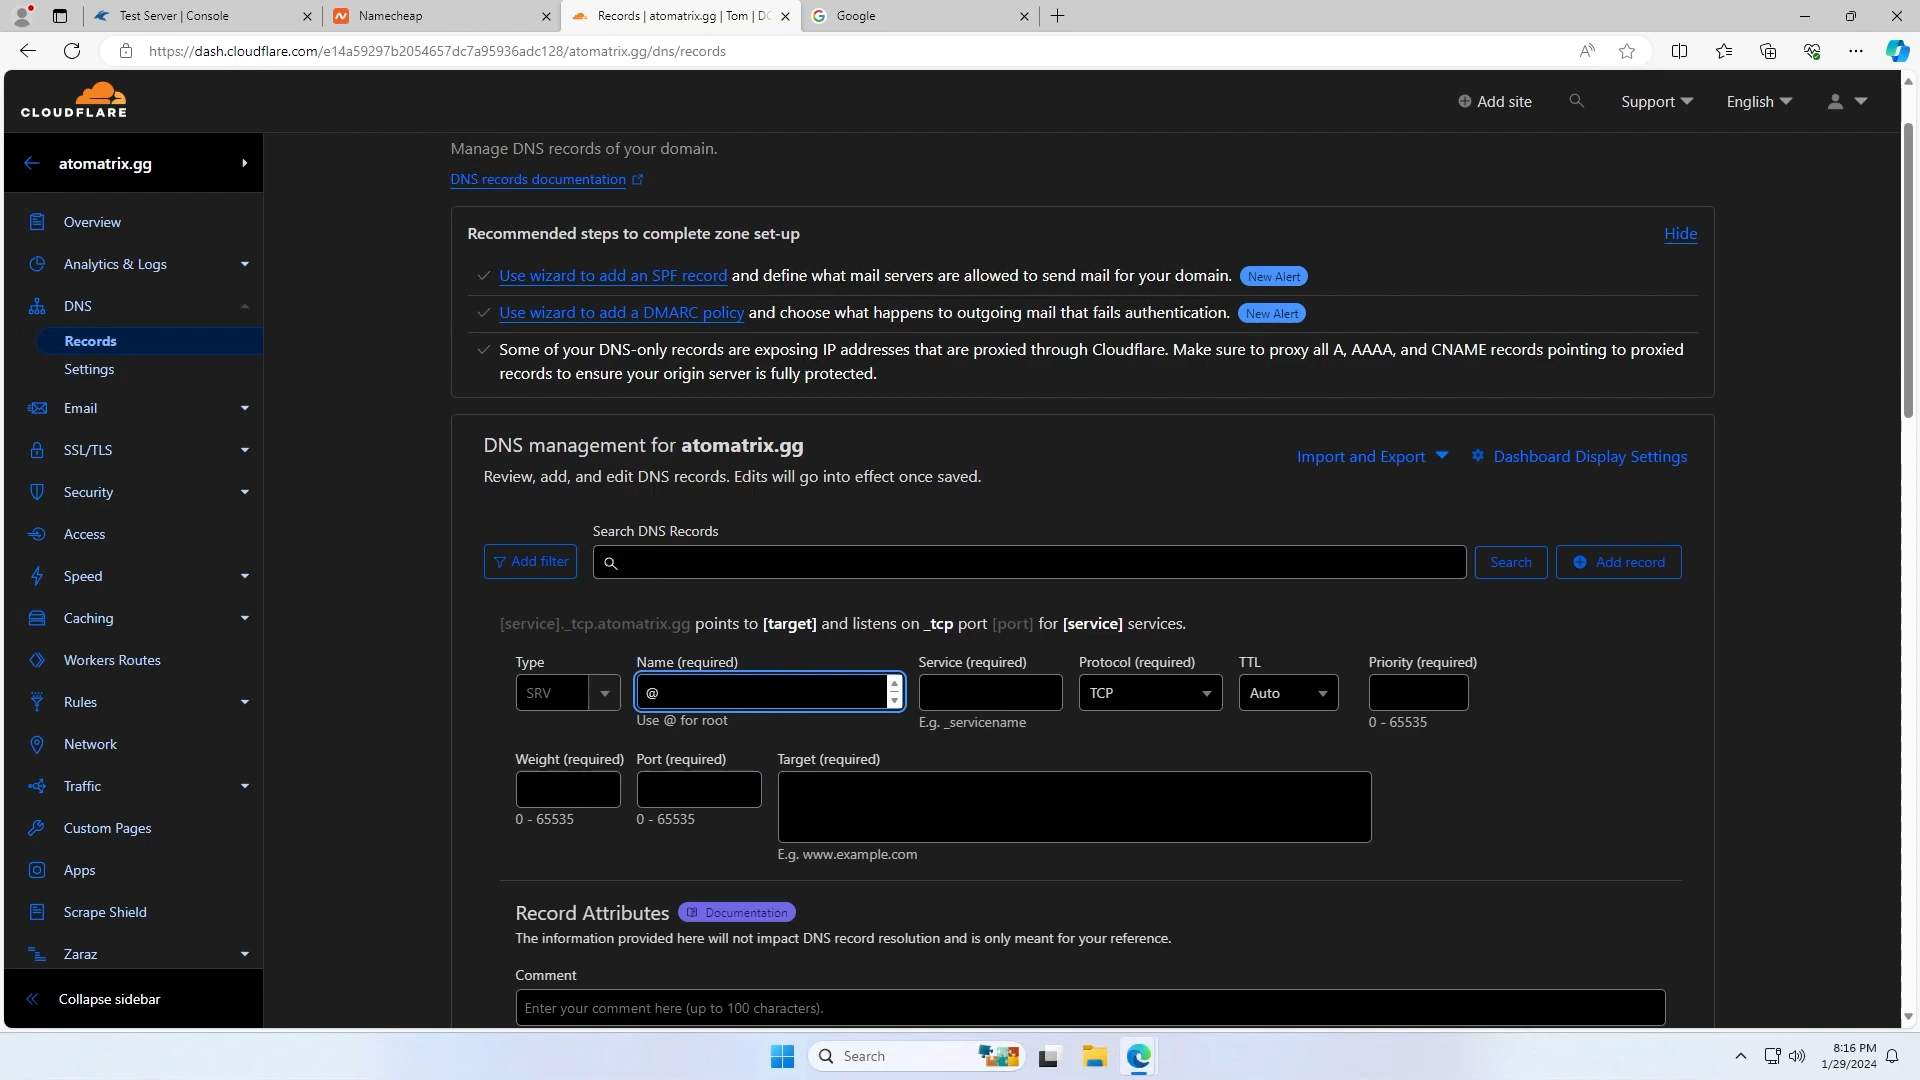 Test Server | Console
Namecheap
Records | atomatrix.gg | Tom | DC
Google
https://dash.cloudflare.com/e14a59297b2054657dc7a95936adc128/atomatrix.gg/dns/records
CLOUDFLARE
Add site
Support
English
atomatrix.gg
Overview
Analytics & Logs
DNS
Records
Settings
Email
SSL/TLS
Security
Access
Speed
Caching
Workers Routes
Rules
Network
Traffic
Custom Pages
Apps
Scrape Shield
Zaraz
Collapse sidebar
Manage DNS records of your domain.
DNS records documentation
Recommended steps to complete zone set-up
Hide
Use wizard to add an SPF record and define what mail servers are allowed to send mail for your domain. New Alert
Use wizard to add a DMARC policy and choose what happens to outgoing mail that fails authentication. New Alert
Some of your DNS-only records are exposing IP addresses that are proxied through Cloudflare. Make sure to proxy all A, AAAA, and CNAME records pointing to proxied
records to ensure your origin server is fully protected.
DNS management for atomatrix.gg
Review, add, and edit DNS records. Edits will go into effect once saved.
Import and Export
Dashboard Display Settings
Search DNS Records
Add filter
Search
Add record
[service]._tcp.atomatrix.gg points to [target] and listens on _tcp port [port] for [service] services.
Type
Name (required)
Service (required)
Protocol (required)
TTL
Priority (required)
SRV
@
TCP
Auto
Use @ for root
E.g. _servicename
0 - 65535
Weight (required)
Port (required)
Target (required)
0 - 65535
0 - 65535
E.g. www.example.com
Record Attributes
Documentation
The information provided here will not impact DNS record resolution and is only meant for your reference.
Comment
Enter your comment here (up to 100 characters).
Search
8:16 PM
1/29/2024